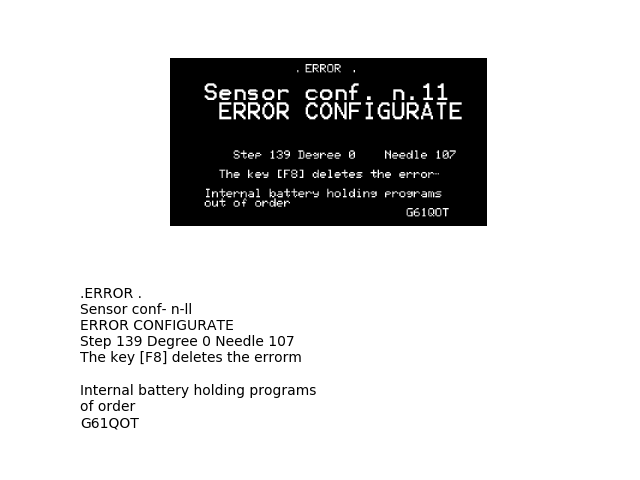 . ERROR .
Sensor conf. n.11
ERROR CONFIGURATE
Step 139 Degree 0 Needle 107
The key [F8] deletes the error~
Internal battery holding programs
out of order
G61QOT
.ERROR .
Sensor conf- n-ll
ERROR CONFIGURATE
Step 139 Degree 0 Needle 107
The key [F8] deletes the errorm
Internal battery holding programs
of order
G61QOT